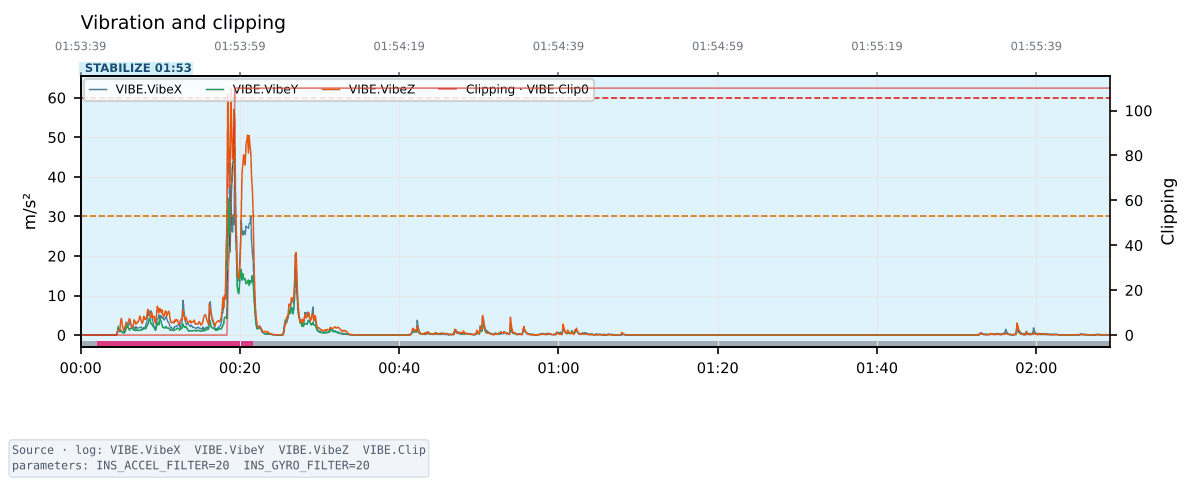 Vibration and clipping
01:53:39 01:53:59 01:54:19 01:54:39 01:54:59 01:55:19 01:55:39
STABILIZE 01:53
VIBE.VibeX VIBE.VibeY VIBE.VibeZ Clipping · VIBE.Clip0
60
50
40
30
20
10
0
m/s²
100
80
60
40
20
0
Clipping
00:00 00:20 00:40 01:00 01:20 01:40 02:00
Source · log: VIBE.VibeX VIBE.VibeY VIBE.VibeZ VIBE.Clip
parameters: INS_ACCEL_FILTER=20 INS_GYRO_FILTER=20